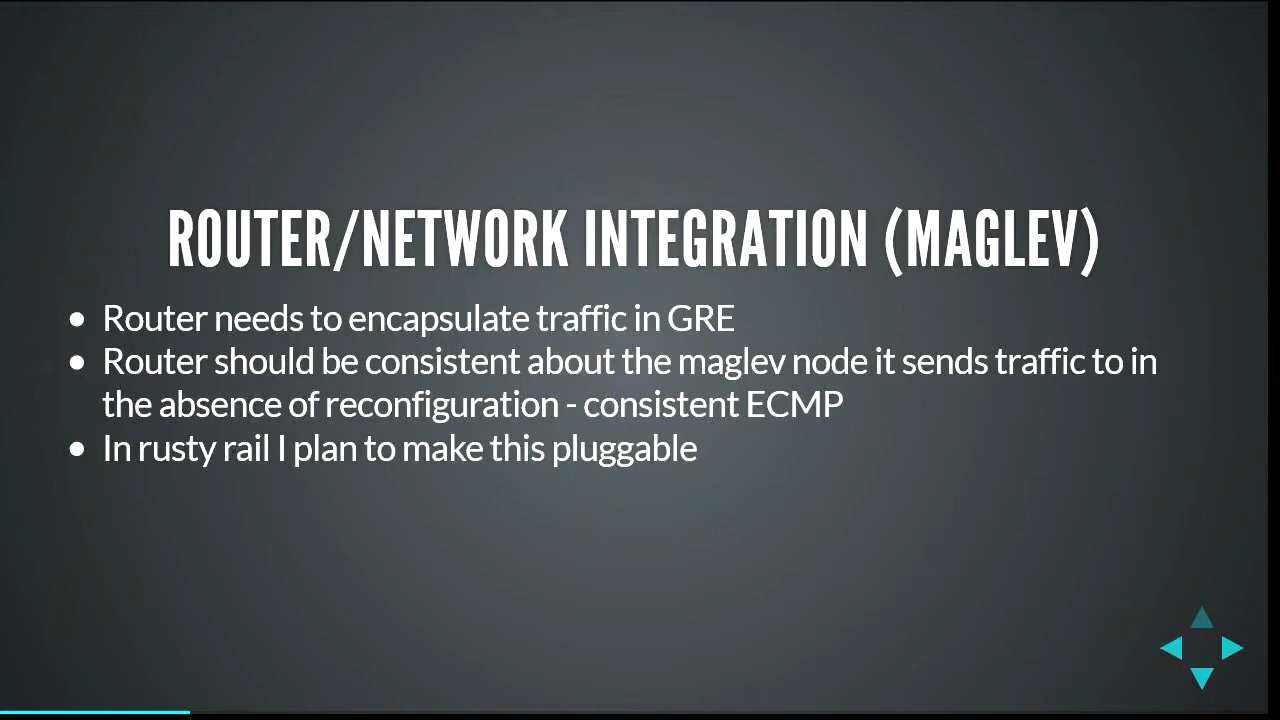 ROUTER/NETWORK INTEGRATION (MAGLEV)
• Router needs to encapsulate traffic in GRE
• Router should be consistent about the maglev node it sends traffic to in
the absence of reconfiguration - consistent ECMP
• In rusty rail I plan to make this pluggable